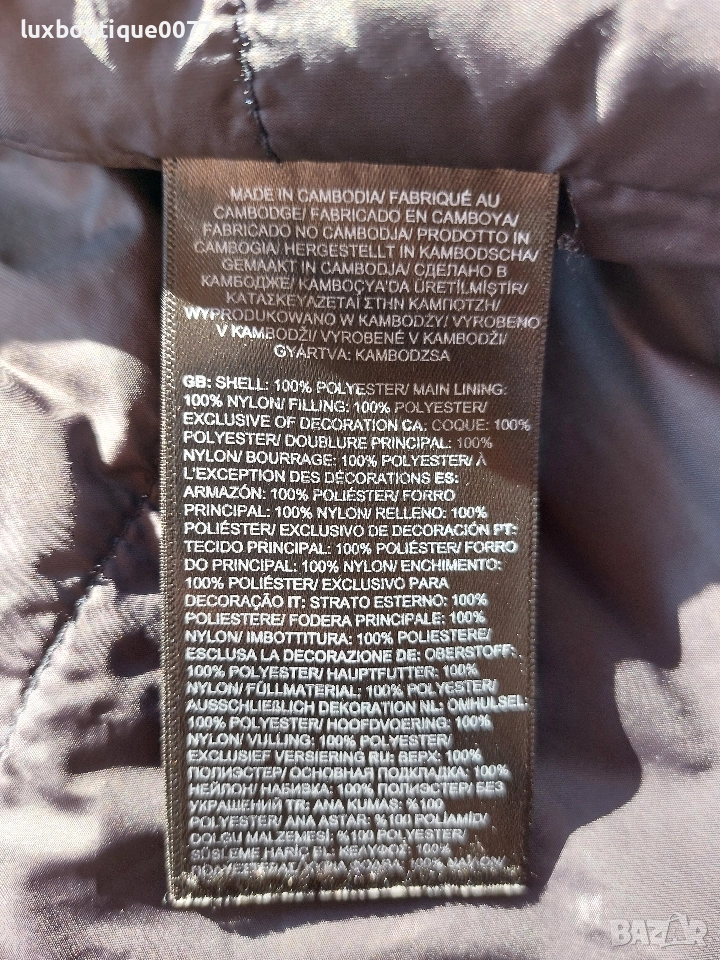 luxboutique007
MADE IN CAMBODIA/ FABRIQUÉ AU
CAMBODGE/ FABRICADO EN CAMBOYA/
FABRICADO NO CAMBODJA/ PRODOTTO IN
CAMBOGIA/ HERGESTELLT IN KAMBODSCHA/
GEMAAKT IN CAMBODJA/ СДЕЛАНО В
КАМБОДЖЕ/ KAMBOÇYA'DA ÜRETİLMİŞTİR/
ΚΑΤΑΣΚΕΥΑΖΕΤΑΙ ΣΤΗΝ ΚΑΜΠΟΤΖΗ/
WYPRODUKOWANO W KAMBODŻY/ VYROBENO
V KAMBODŽI/ VYROBENÉ V KAMBODŽI/
GYÁRTVA: KAMBODZSA
GB: SHELL: 100% POLYESTER/ MAIN LINING:
100% NYLON/ FILLING: 100% POLYESTER/
EXCLUSIVE OF DECORATION CA: COQUE: 100%
POLYESTER/ DOUBLURE PRINCIPAL: 100%
NYLON/ BOURRAGE: 100% POLYESTER/ À
L'EXCEPTION DES DÉCORATIONS ES:
ARMAZÓN: 100% POLIÉSTER/ FORRO
PRINCIPAL: 100% NYLON/ RELLENO: 100%
POLIÉSTER/ EXCLUSIVO DE DECORACIÓN PT:
TECIDO PRINCIPAL: 100% POLIÉSTER/ FORRO
DO PRINCIPAL: 100% NYLON/ ENCHIMENTO:
100% POLIÉSTER/ EXCLUSIVO PARA
DECORAÇÃO IT: STRATO ESTERNO: 100%
POLIESTERE/ FODERA PRINCIPALE: 100%
NYLON/ IMBOTTITURA: 100% POLIESTERE/
ESCLUSA LA DECORAZIONE DE: OBERSTOFF:
100% POLYESTER/ HAUPTFUTTER: 100%
NYLON/ FÜLLMATERIAL: 100% POLYESTER/
AUSSCHLIEßLICH DEKORATION NL: OMHULSEL:
100% POLYESTER/ HOOFDVOERING: 100%
NYLON/ VULLING: 100% POLYESTER/
EXCLUSIEF VERSIERING RU: ВЕРХ: 100%
ПОЛИЭСТЕР/ ОСНОВНАЯ ПОДКЛАДКА: 100%
НЕЙЛОН/ НАБИВКА: 100% ПОЛИЭСТЕР/ БЕЗ
УКРАШЕНИЙ TR: ANA KUMAS: %100
POLYESTER/ ANA ASTAR: %100 POLİAMİD/
DOLGU MALZEMESİ: %100 POLYESTER/
SÜSLEME HARİÇ EL: ΚΕΛΥΦΟΣ: 100%
ΠΟΛΥΕΣΤΕΡΑΣ/ ΚΥΡΙΑ ΦΟΔΡΑ: 100% ΝΑΪΛΟΝ/
BAZAR